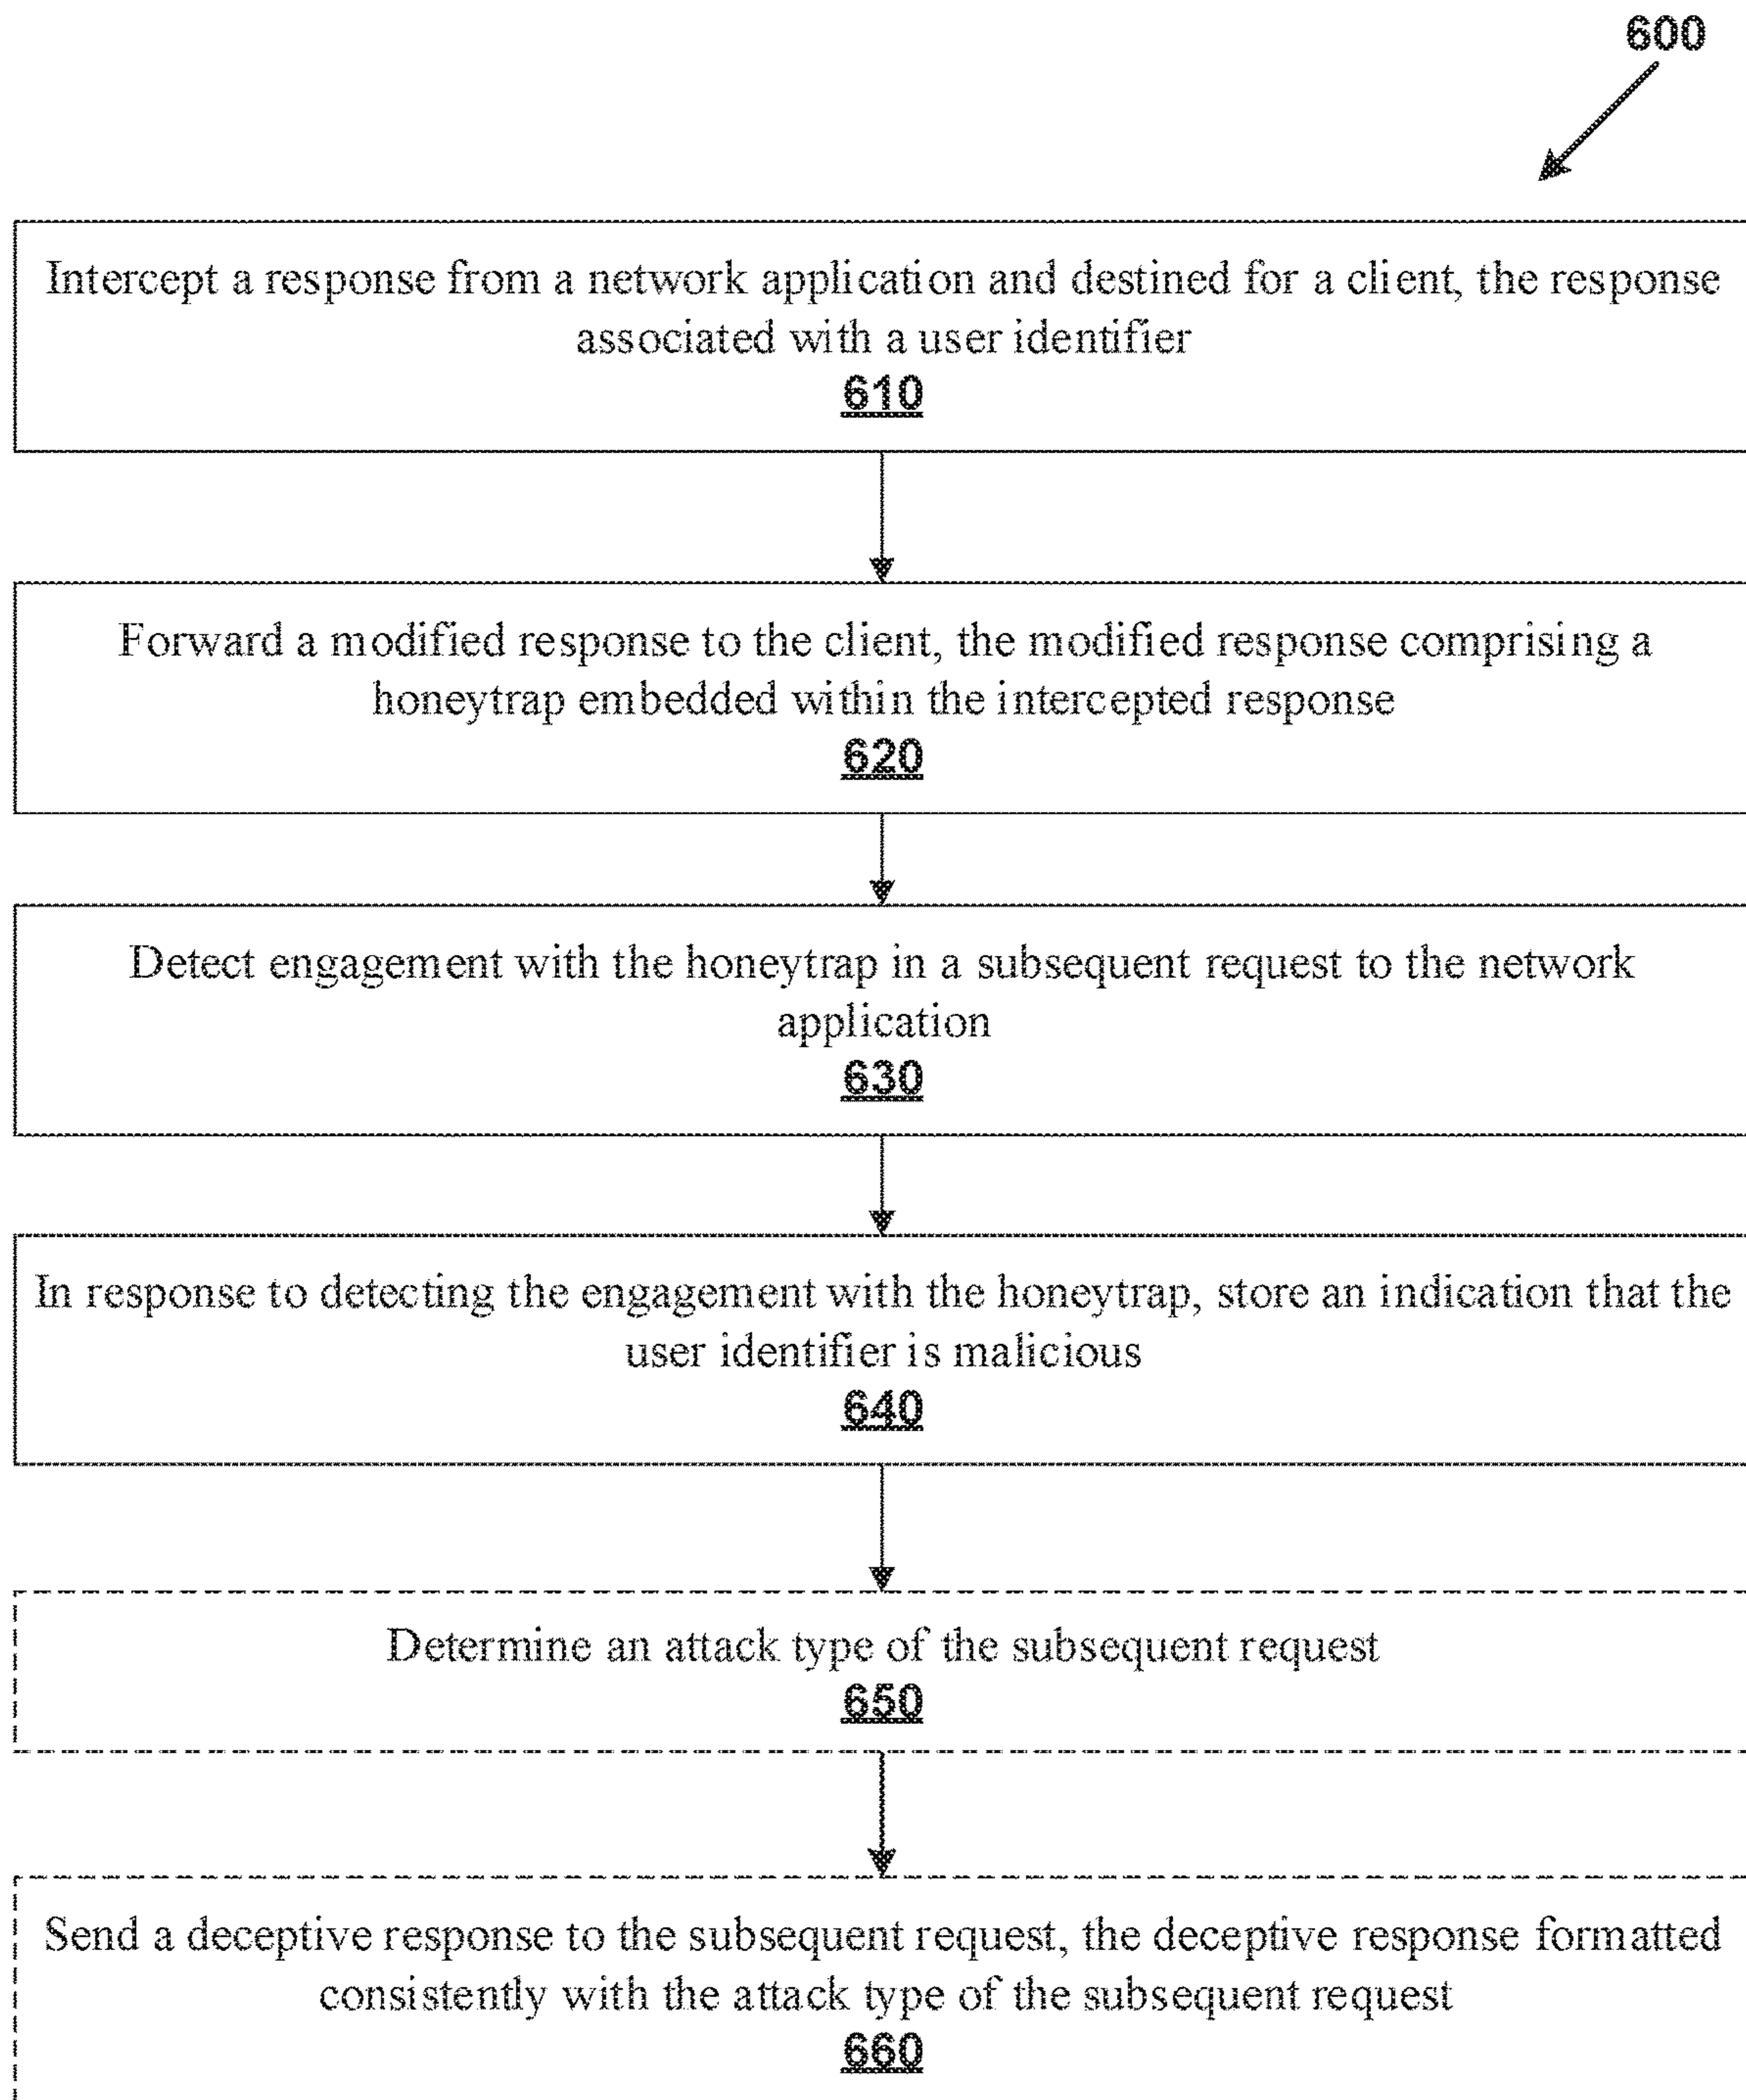 600
Intercept a response from a network application and destined for a client, the response
associated with a user identifier
610
Forward a modified response to the client, the modified response comprising a
honeytrap embedded within the intercepted response
620
Detect engagement with the honeytrap in a subsequent request to the network
application
630
In response to detecting the engagement with the honeytrap, store an indication that the
user identifier is malicious
640
Determine an attack type of the subsequent request
650
Send a deceptive response to the subsequent request, the deceptive response formatted
consistently with the attack type of the subsequent request
660